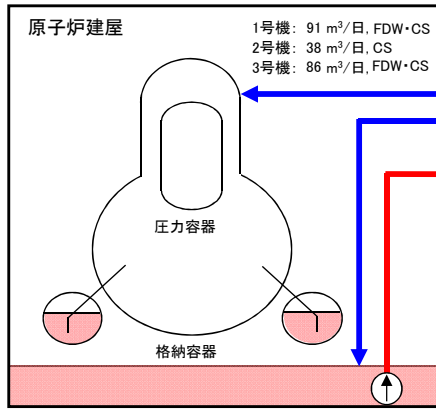 原子炉建屋
1号機: 91 m³/日, FDW・CS
2号機: 38 m³/日, CS
3号機: 86 m³/日, FDW・CS
圧力容器
格納容器